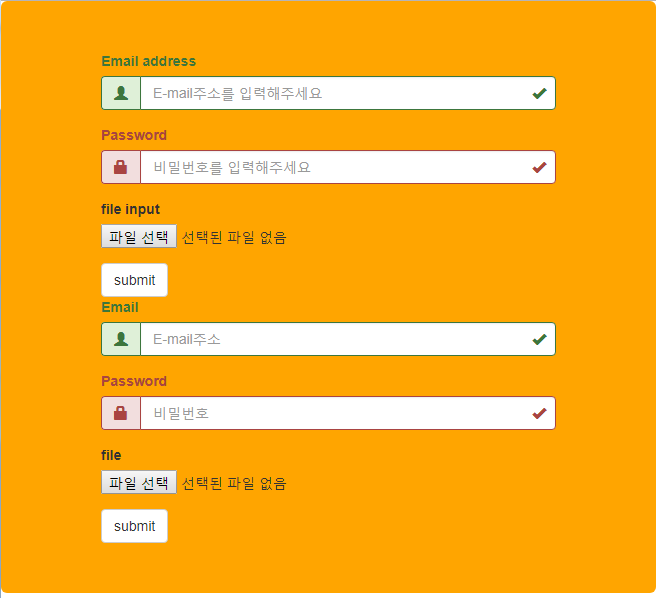 Email address
E-mail주소를 입력해주세요
Password
비밀번호를 입력해주세요
file input
파일 선택 선택된 파일 없음
submit
Email
E-mail주소
Password
비밀번호
file
파일 선택 선택된 파일 없음
submit